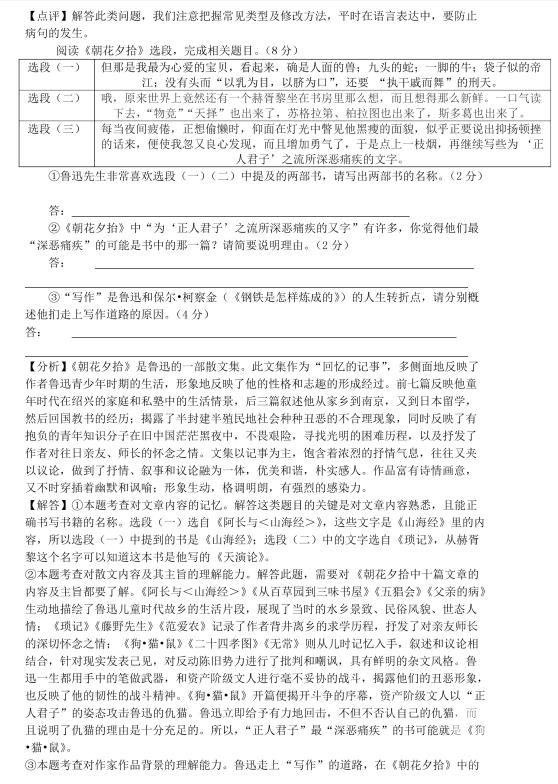 【点评】解答此类问题，我们注意把握常见类型及修改方法，平时在语言表达中，要防止
病句的发生。
阅读《朝花夕拾》选段，完成相关题目。（8 分）
选段（一） 但那是我最为心爱的宝贝，看起来，确是人面的兽；九头的蛇；一脚的牛；袋子似的帝
江；没有头而“以乳为目，以脐为口”，还要 “执干戚而舞”的刑天。
选段（二） 哦，原来世界上竟然还有一个赫胥黎坐在书房里那么想，而且想得那么新鲜。一口气读
下去，“物竞”“天择”也出来了，苏格拉第、柏拉图也出来了，斯多葛也出来了。
选段（三） 每当夜间疲倦，正想偷懒时，仰面在灯光中瞥见他黑瘦的面貌，似乎正要说出抑扬顿挫
的话来，便使我忽又良心发现，而且增加勇气了，于是点上一枝烟，再继续写些为‘正
人君子’之流所深恶痛疾的文字。
①鲁迅先生非常喜欢选段（一）（二）中提及的两部书，请写出两部书的名称。（2 分）
答：
②《朝花夕拾》中“为‘正人君子’之流所深恶痛疾的文字”有许多，你觉得他们最
“深恶痛疾”的可能是书中的那一篇？请简要说明理由。（2 分）
答：
③“写作”是鲁迅和保尔•柯察金（《钢铁是怎样炼成的》）的人生转折点，请分别概
述他们走上写作道路的原因。（4 分）
答：
【分析】《朝花夕拾》是鲁迅的一部散文集。此文集作为“回忆的记事”，多侧面地反映了
作者鲁迅青少年时期的生活，形象地反映了他的性格和志趣的形成经过。前七篇反映他童
年时代在绍兴的家庭和私塾中的生活情景，后三篇叙述他从家乡到南京，又到日本留学，
然后回国教书的经历；揭露了半封建半殖民地社会种种丑恶的不合理现象，同时反映了有
抱负的青年知识分子在旧中国茫茫黑夜中，不畏艰险，寻找光明的困难历程，以及抒发了
作者对往日亲友、师长的怀念之情。文集以记事为主，饱含着浓烈的抒情气息，往往又夹
以议论，做到了抒情、叙事和议论融为一体，优美和谐，朴实感人。作品富有诗情画意，
又不时穿插着幽默和讽喻；形象生动，格调明朗，有强烈的感染力。
【解答】①本题考查对文章内容的记忆。解答这类题目的关键是对文章内容熟悉，且能正
确书写书籍的名称。选段（一）选自《阿长与＜山海经＞》，这些文字是《山海经》里的内
容，所以选段（一）中提到的书是《山海经》；选段（二）中的文字选自《琐记》，从赫胥
黎这个名字可以知道这本书是他写的《天演论》。
②本题考查对散文内容及其主旨的理解能力。解答此题，需要对《朝花夕拾中十篇文章的
内容及主旨都要了解。《阿长与＜山海经＞》《从百草园到三味书屋》《五猖会》《父亲的病》
生动地描绘了鲁迅儿童时代故乡的生活片段，展现了当时的水乡景致、民俗风貌、世态人
情；《琐记》《藤野先生》《范爱农》记录了作者背井离乡的求学历程，抒发了对亲友师长
的深切怀念之情；《狗•猫•鼠》《二十四孝图》《无常》则从儿时记忆入手，叙述和议论相
结合，针对现实发表己见，对反动陈旧势力进行了批判和嘲讽，具有鲜明的杂文风格。鲁
迅一生都用手中的笔做武器，和资产阶级文人进行毫不妥协的战斗，揭露他们的丑恶形象，
也反映了他的韧性的战斗精神。《狗•猫•鼠》开篇便揭开斗争的序幕，资产阶级文人以“正
人君子”的姿态攻击鲁迅的仇猫。鲁迅立即给予有力地回击，不但不否认自己的仇猫，而
且说明了仇猫的理由是十分充足的。所以，“正人君子”最“深恶痛疾”的书可能就是《狗
•猫•鼠》。
③本题考查对作家作品背景的理解能力。鲁迅走上“写作”的道路，在《朝花夕拾》中的